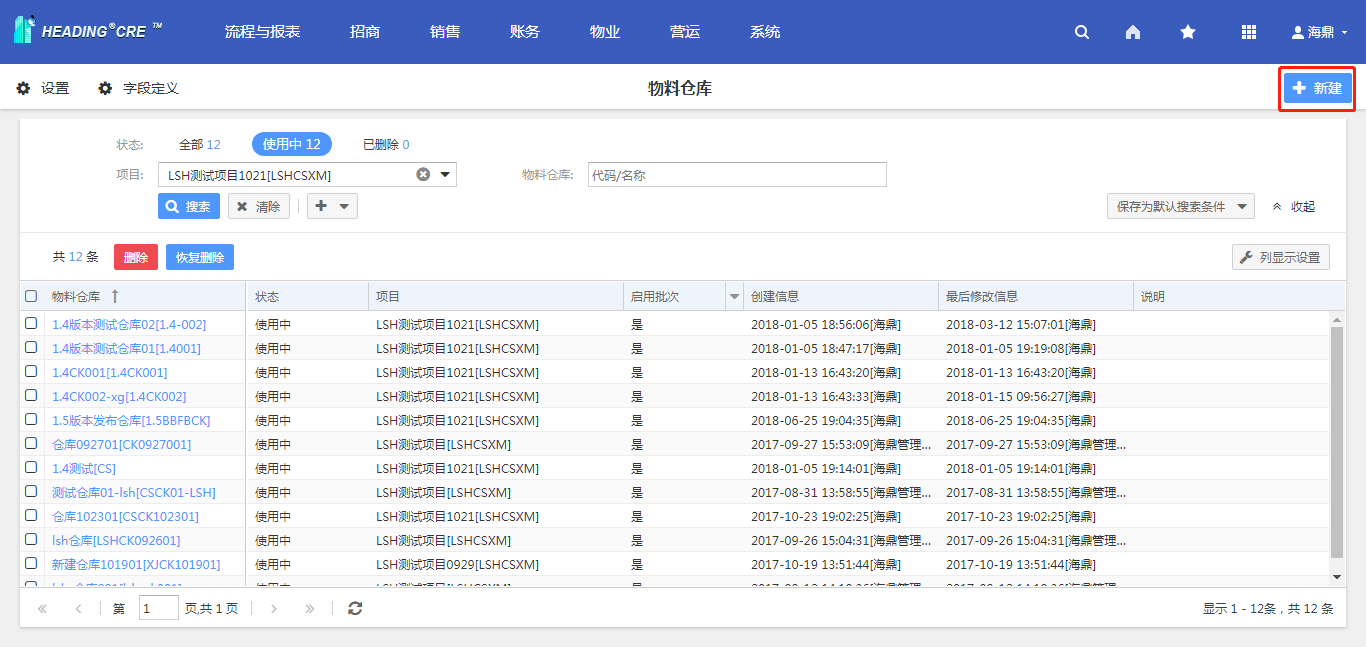 HEADING®CRE ™ 流程与报表 招商 销售 账务 物业 营运 系统 海鼎
设置 字段定义 物料仓库 新建
状态: 全部 12 使用中 12 已删除 0
项目: LSH测试项目1021[LSHCSXM] 物料仓库: 代码/名称
搜索 清除 保存为默认搜索条件 收起
共 12 条 删除 恢复删除 列显示设置
物料仓库 状态 项目 启用批次 创建信息 最后修改信息 说明
1.4版本测试仓库02[1.4-002] 使用中 LSH测试项目1021[LSHCSXM] 是 2018-01-05 18:56:06[海鼎] 2018-03-12 15:07:01[海鼎]
1.4版本测试仓库01[1.4001] 使用中 LSH测试项目1021[LSHCSXM] 是 2018-01-05 18:47:17[海鼎] 2018-01-05 19:19:08[海鼎]
1.4CK001[1.4CK001] 使用中 LSH测试项目1021[LSHCSXM] 是 2018-01-13 16:43:20[海鼎] 2018-01-13 16:43:20[海鼎]
1.4CK002-xg[1.4CK002] 使用中 LSH测试项目1021[LSHCSXM] 是 2018-01-13 16:43:33[海鼎] 2018-01-15 09:56:27[海鼎]
1.5版本发布仓库[1.5BBFBCK] 使用中 LSH测试项目1021[LSHCSXM] 是 2018-06-25 19:04:35[海鼎] 2018-06-25 19:04:35[海鼎]
仓库092701[CK0927001] 使用中 LSH测试项目[LSHCSXM] 是 2017-09-27 15:53:09[海鼎管理... 2017-09-27 15:53:09[海鼎管理...
1.4测试[CS] 使用中 LSH测试项目1021[LSHCSXM] 是 2018-01-05 19:14:01[海鼎] 2018-01-05 19:14:01[海鼎]
测试仓库01-lsh[CSCK01-LSH] 使用中 LSH测试项目[LSHCSXM] 是 2017-08-31 13:58:55[海鼎管理... 2017-08-31 13:58:55[海鼎管理...
仓库102301[CSCK102301] 使用中 LSH测试项目1021[LSHCSXM] 是 2017-10-23 19:02:25[海鼎] 2017-10-23 19:02:25[海鼎]
lsh仓库[LSHCK092601] 使用中 LSH测试项目[LSHCSXM] 是 2017-09-26 15:04:31[海鼎管理... 2017-09-26 15:04:31[海鼎管理...
新建仓库101901[XJCK101901] 使用中 LSH测试项目0929[LSHCSXM] 是 2017-10-19 13:51:44[海鼎] 2017-10-19 13:51:44[海鼎]
第 1 页,共 1 页 显示 1 - 12条，共 12 条